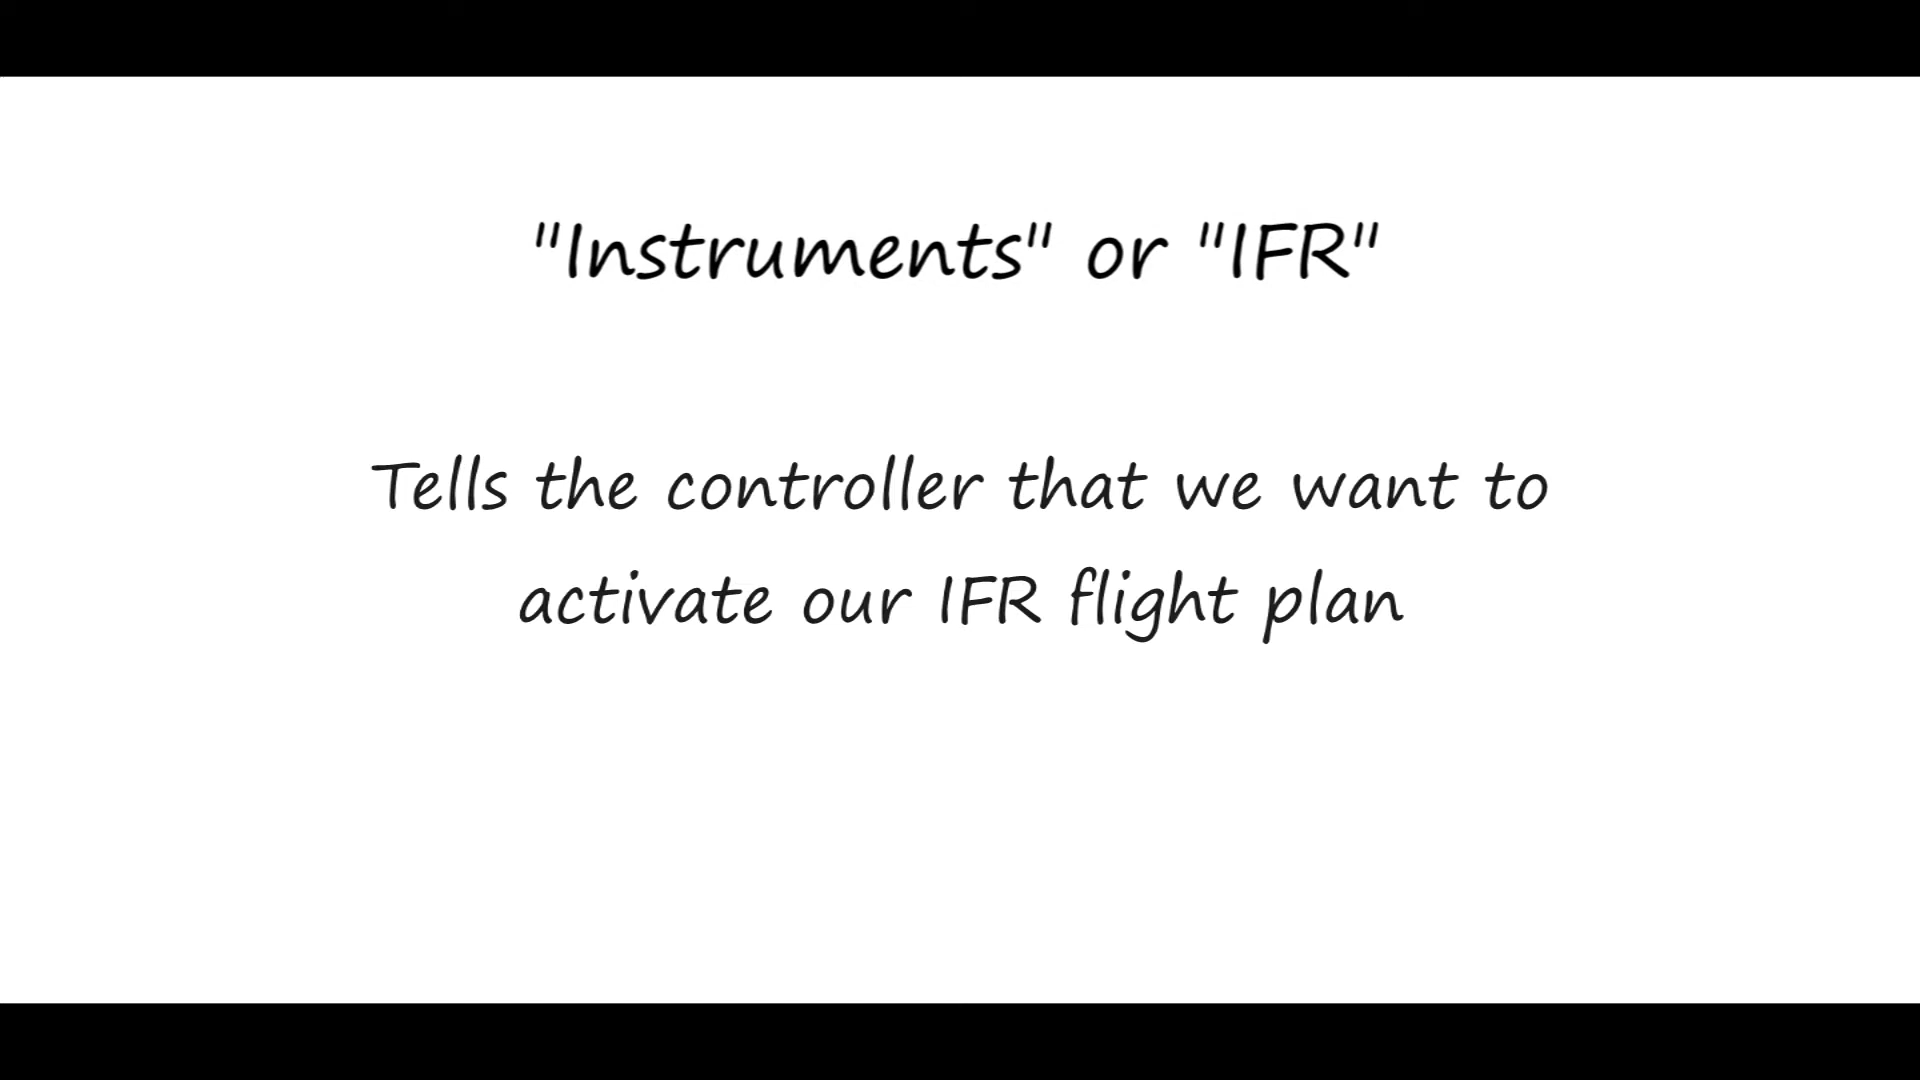 "Instruments" or "IFR"
Tells the controller that we want to
activate our IFR flight plan